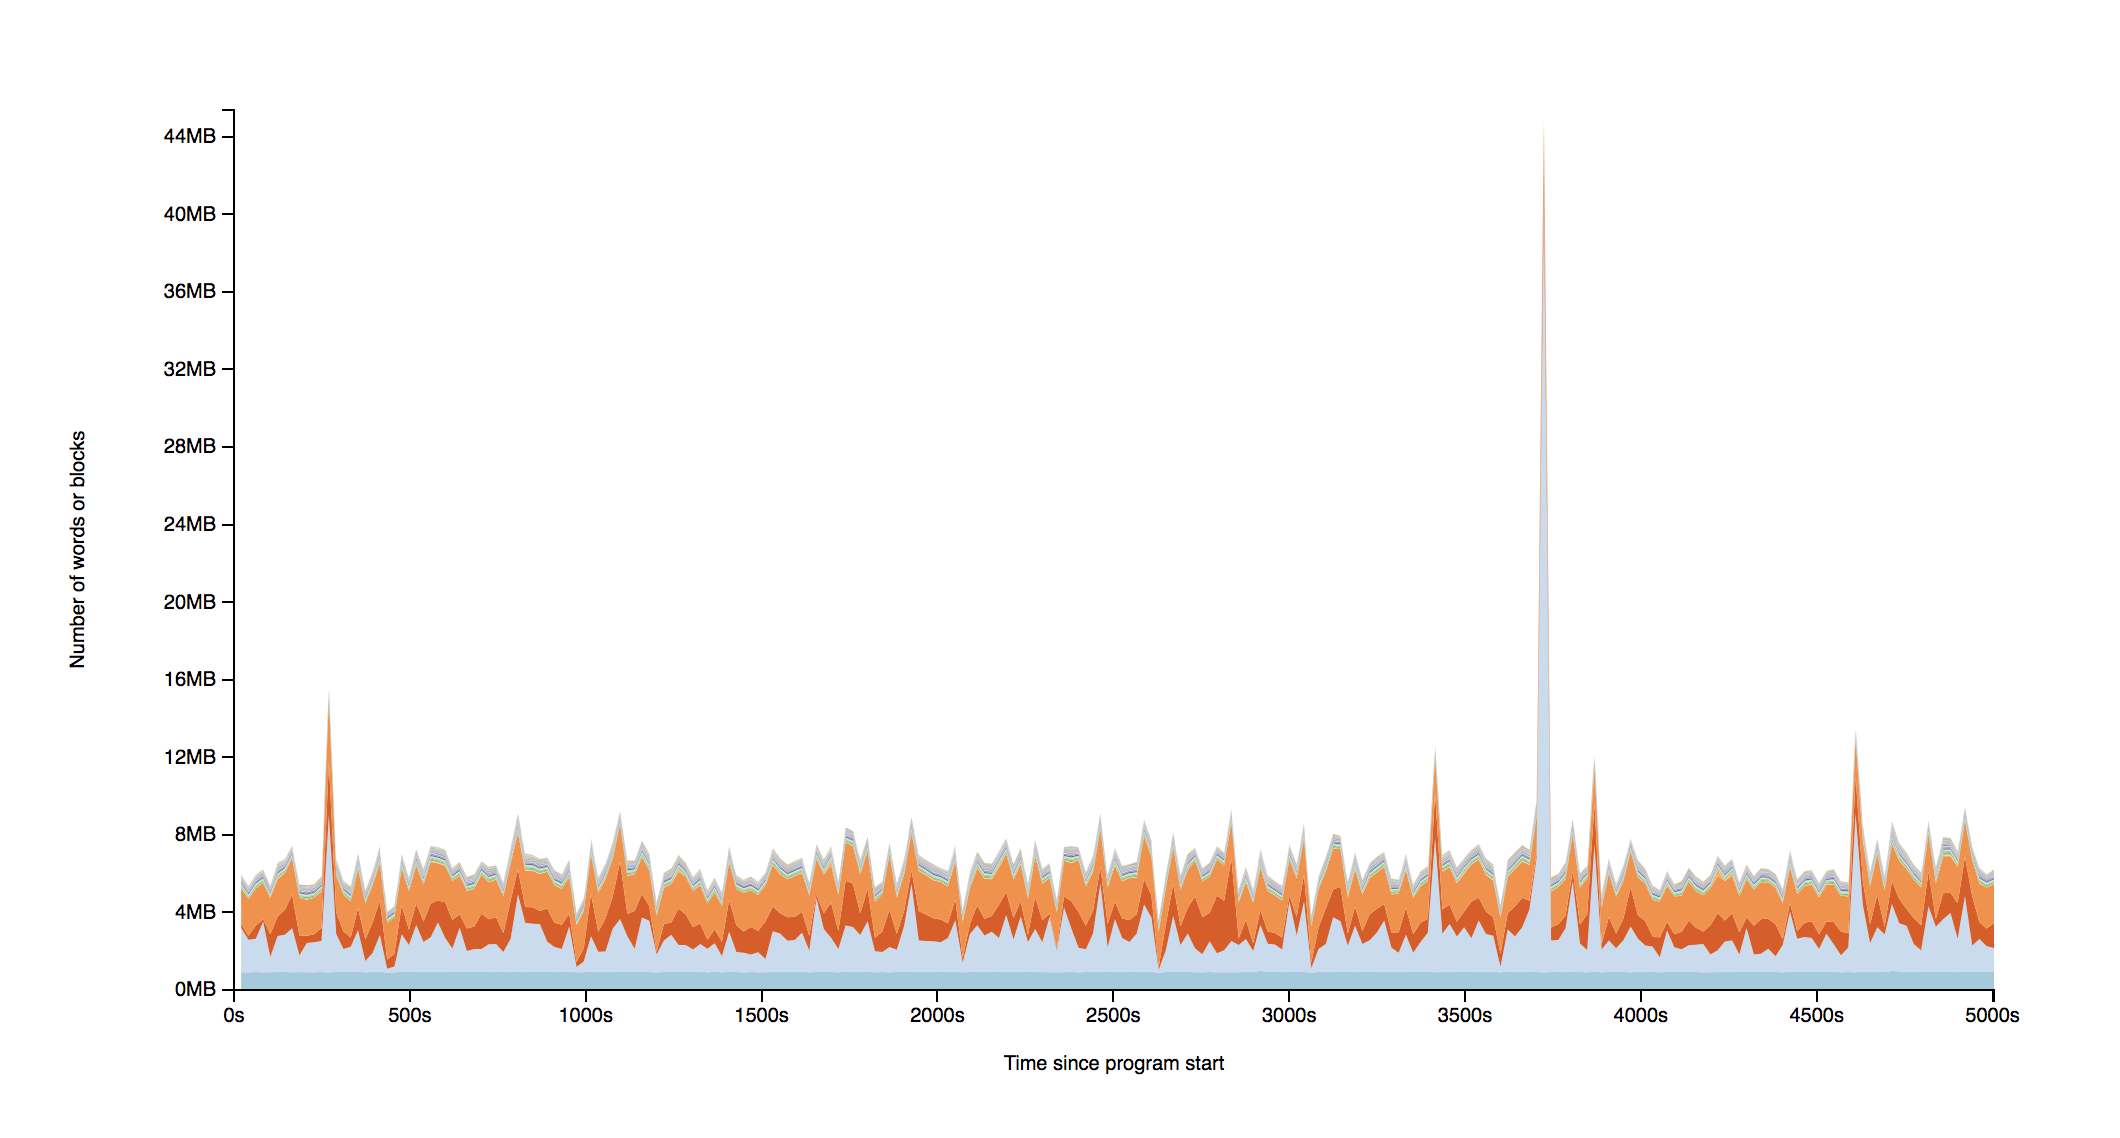 44MB
40MB
36MB
32MB
28MB
24MB
20MB
16MB
12MB
8MB
4MB
0MB
Number of words or blocks
0s 500s 1000s 1500s 2000s 2500s 3000s 3500s 4000s 4500s 5000s
Time since program start